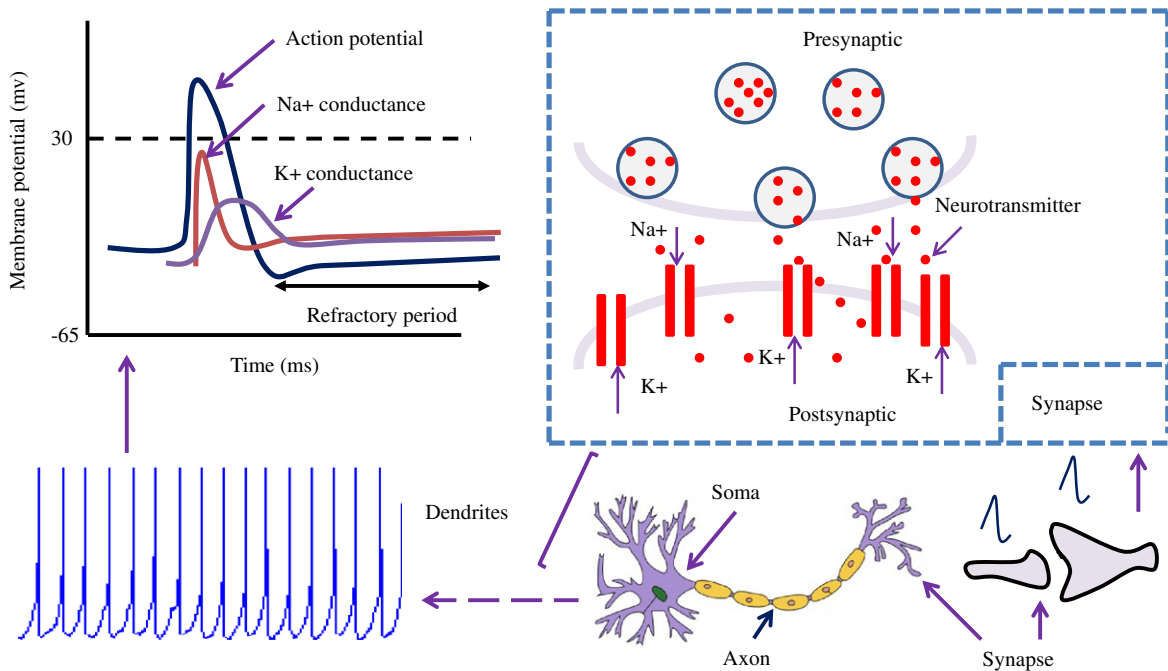 Action potential
Na+ conductance
K+ conductance
30
-65
Membrane potential (mv)
Refractory period
Time (ms)
Presynaptic
Neurotransmitter
Na+
Na+
K+
K+
K+
Postsynaptic
Synapse
Dendrites
Soma
Axon
Synapse